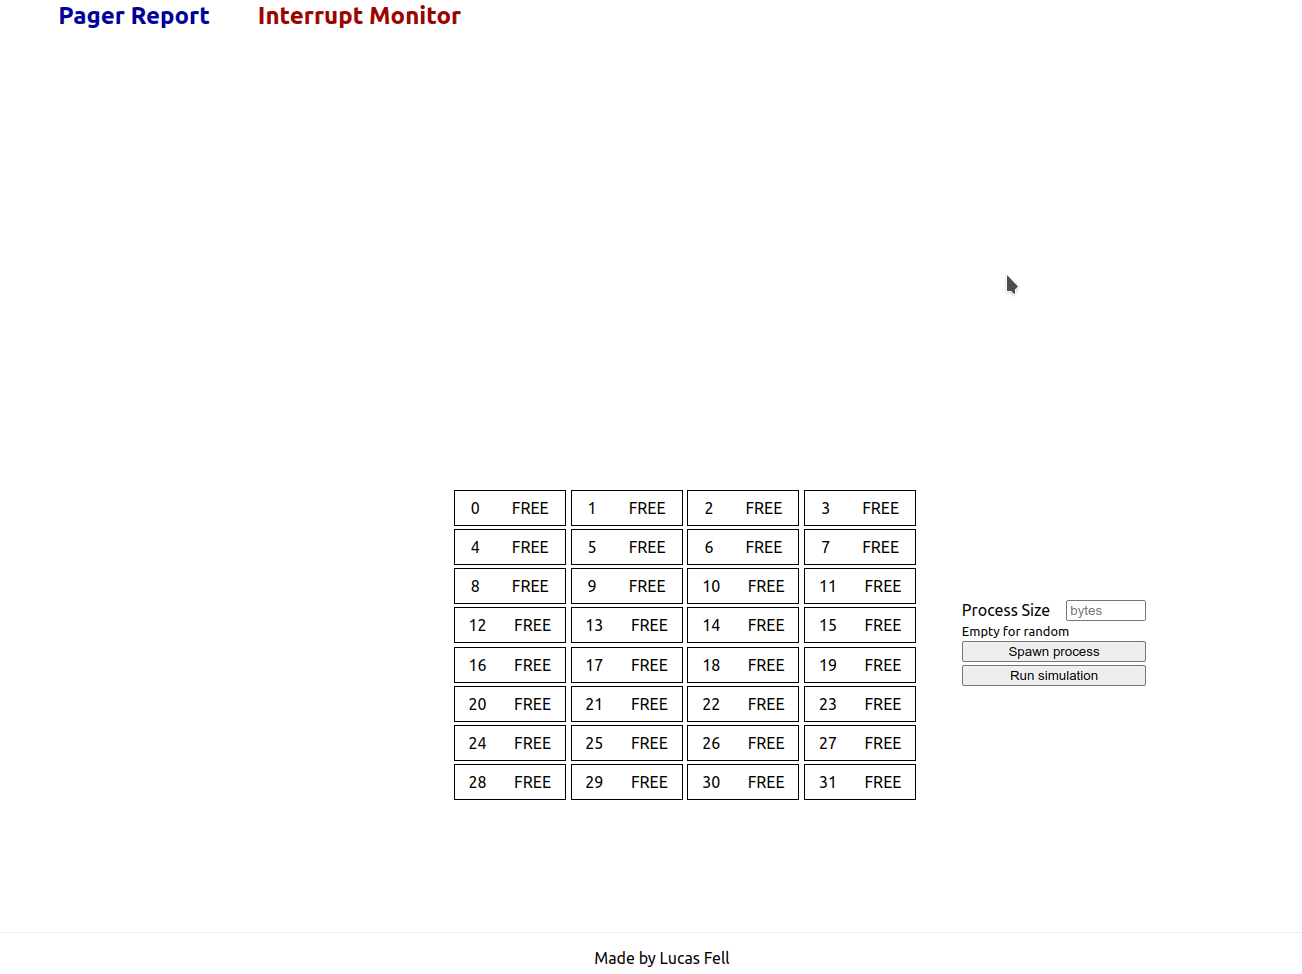 Pager Report Interrupt Monitor
0 FREE 1 FREE 2 FREE 3 FREE
4 FREE 5 FREE 6 FREE 7 FREE
8 FREE 9 FREE 10 FREE 11 FREE
12 FREE 13 FREE 14 FREE 15 FREE
16 FREE 17 FREE 18 FREE 19 FREE
20 FREE 21 FREE 22 FREE 23 FREE
24 FREE 25 FREE 26 FREE 27 FREE
28 FREE 29 FREE 30 FREE 31 FREE
Process Size bytes
Empty for random
Spawn process
Run simulation
Made by Lucas Fell